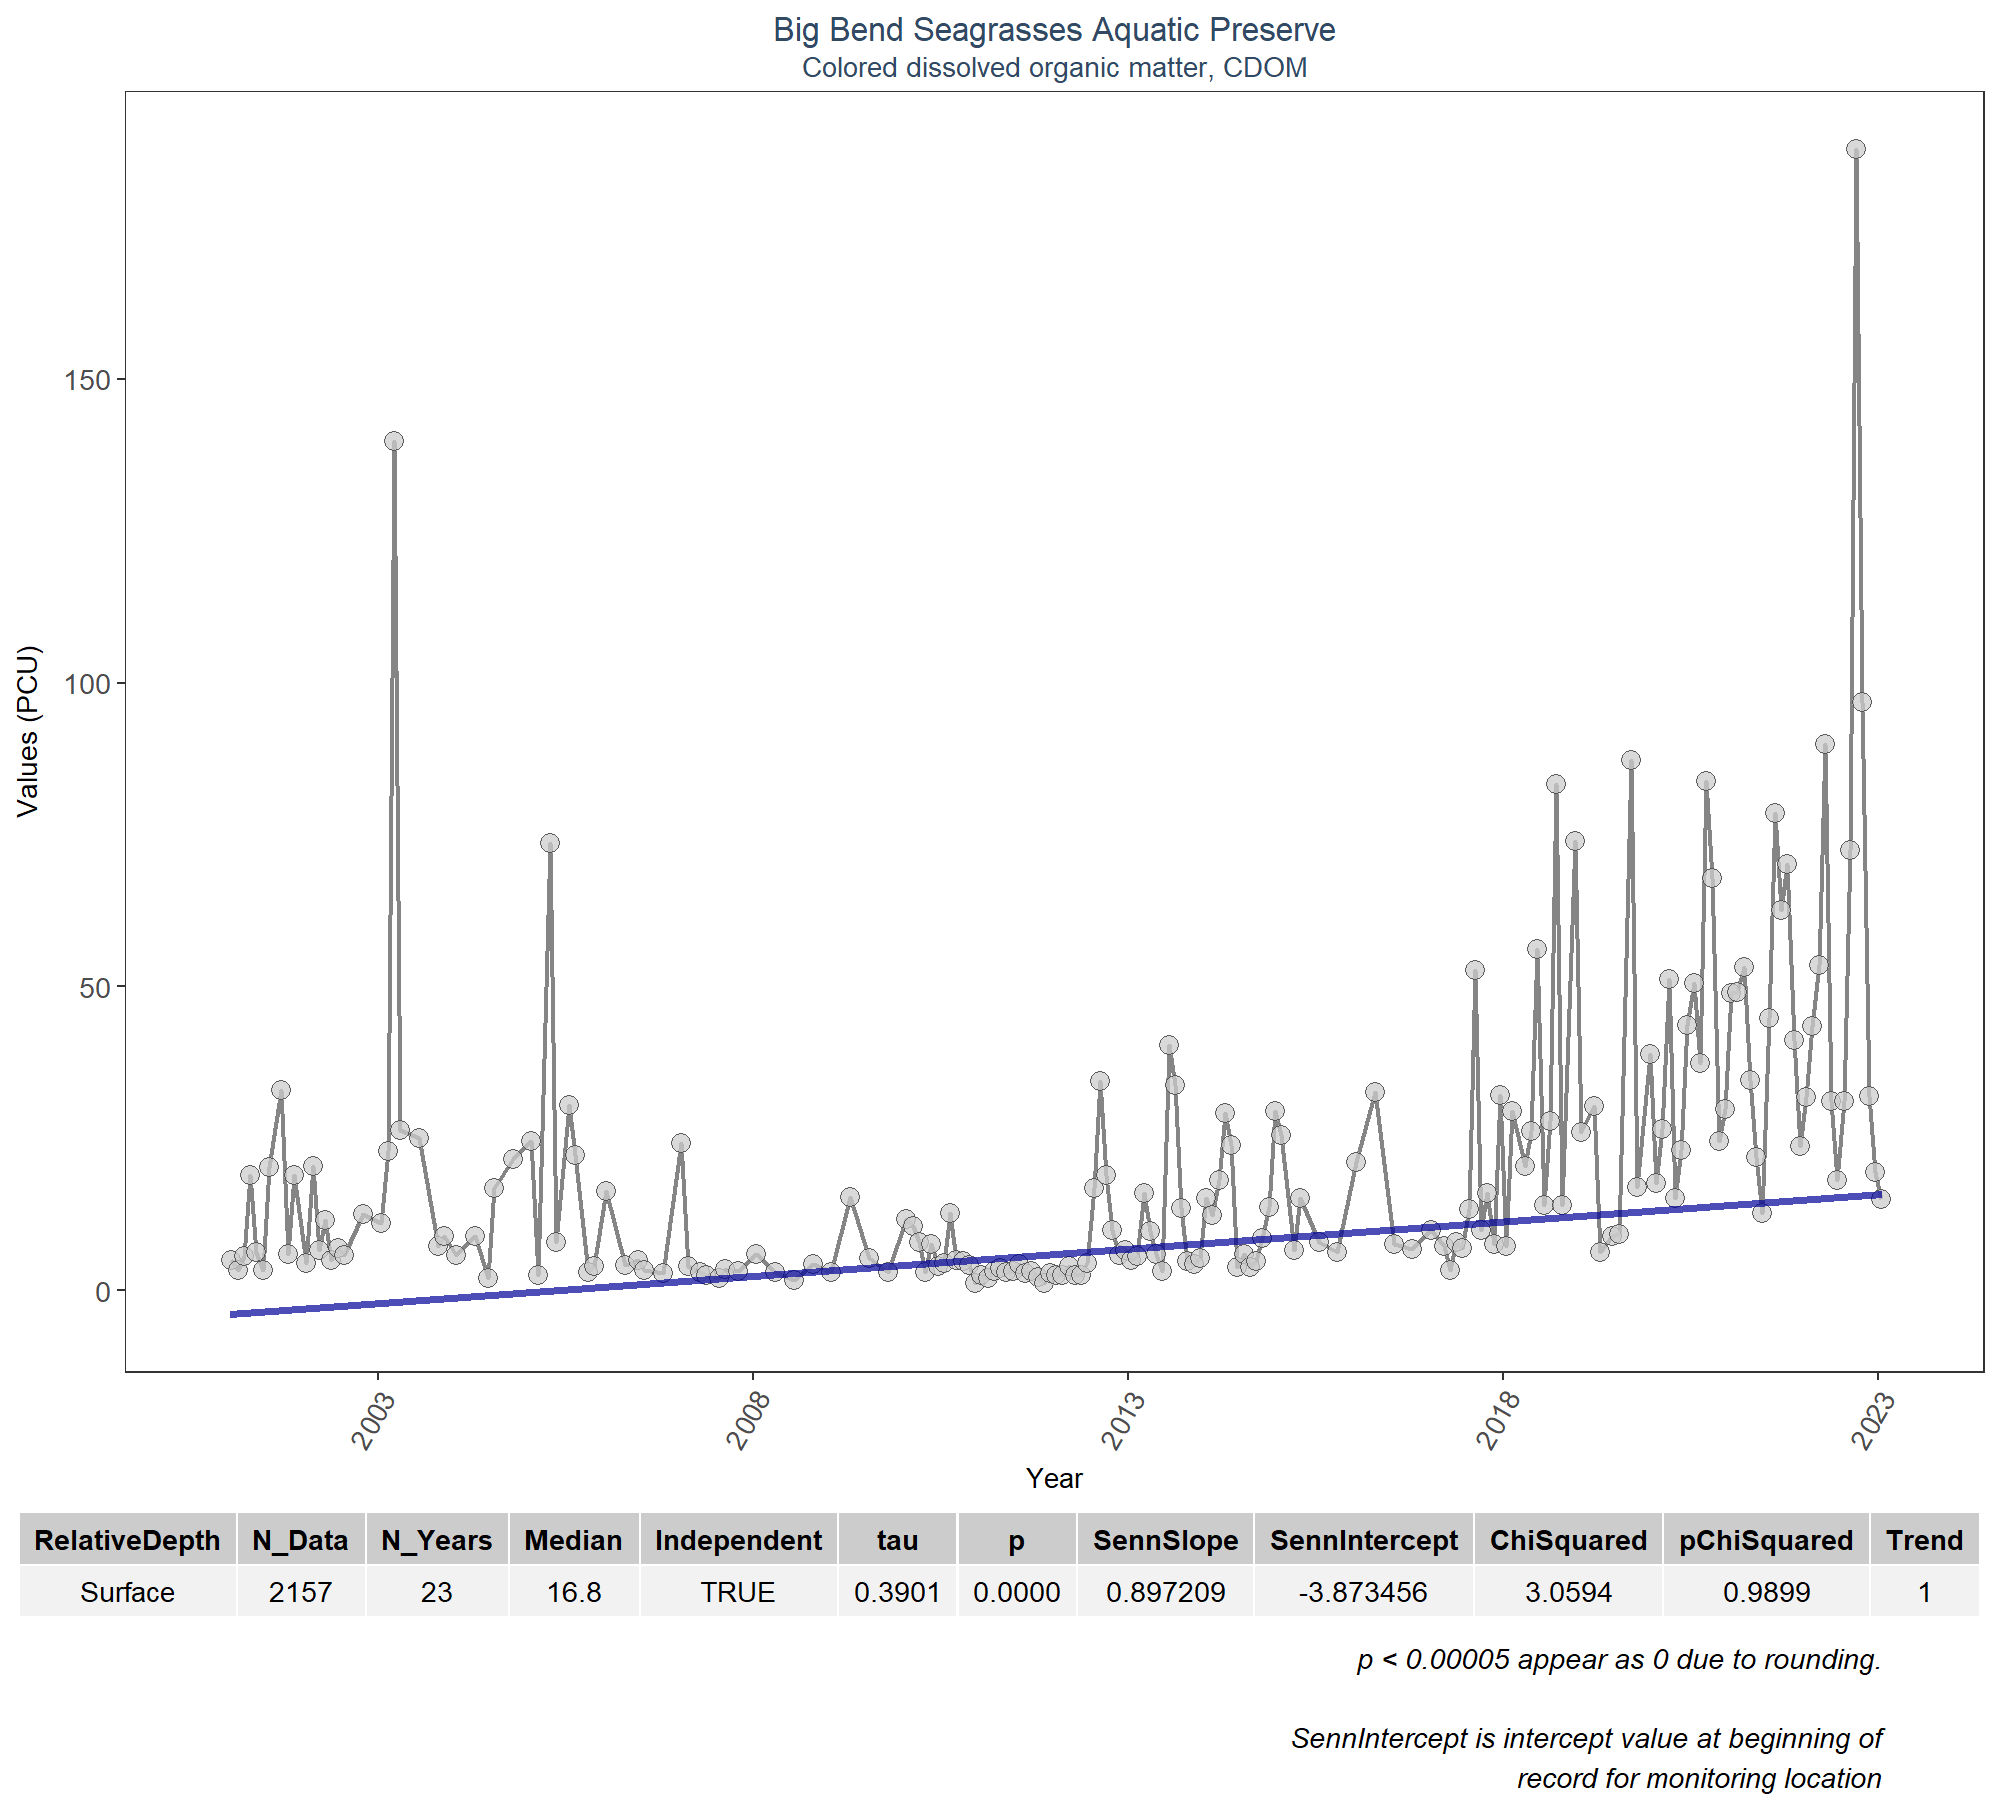 Big Bend Seagrasses Aquatic Preserve
Colored dissolved organic matter, CDOM
Values (PCU)
150
100
50
0
2003
2008
2013
2018
2023
Year
RelativeDepth N_Data N_Years Median Independent tau p SennSlope SennIntercept ChiSquared pChiSquared Trend
Surface 2157 23 16.8 TRUE 0.3901 0.0000 0.897209 -3.873456 3.0594 0.9899 1
p < 0.00005 appear as 0 due to rounding.
SennIntercept is intercept value at beginning of
record for monitoring location